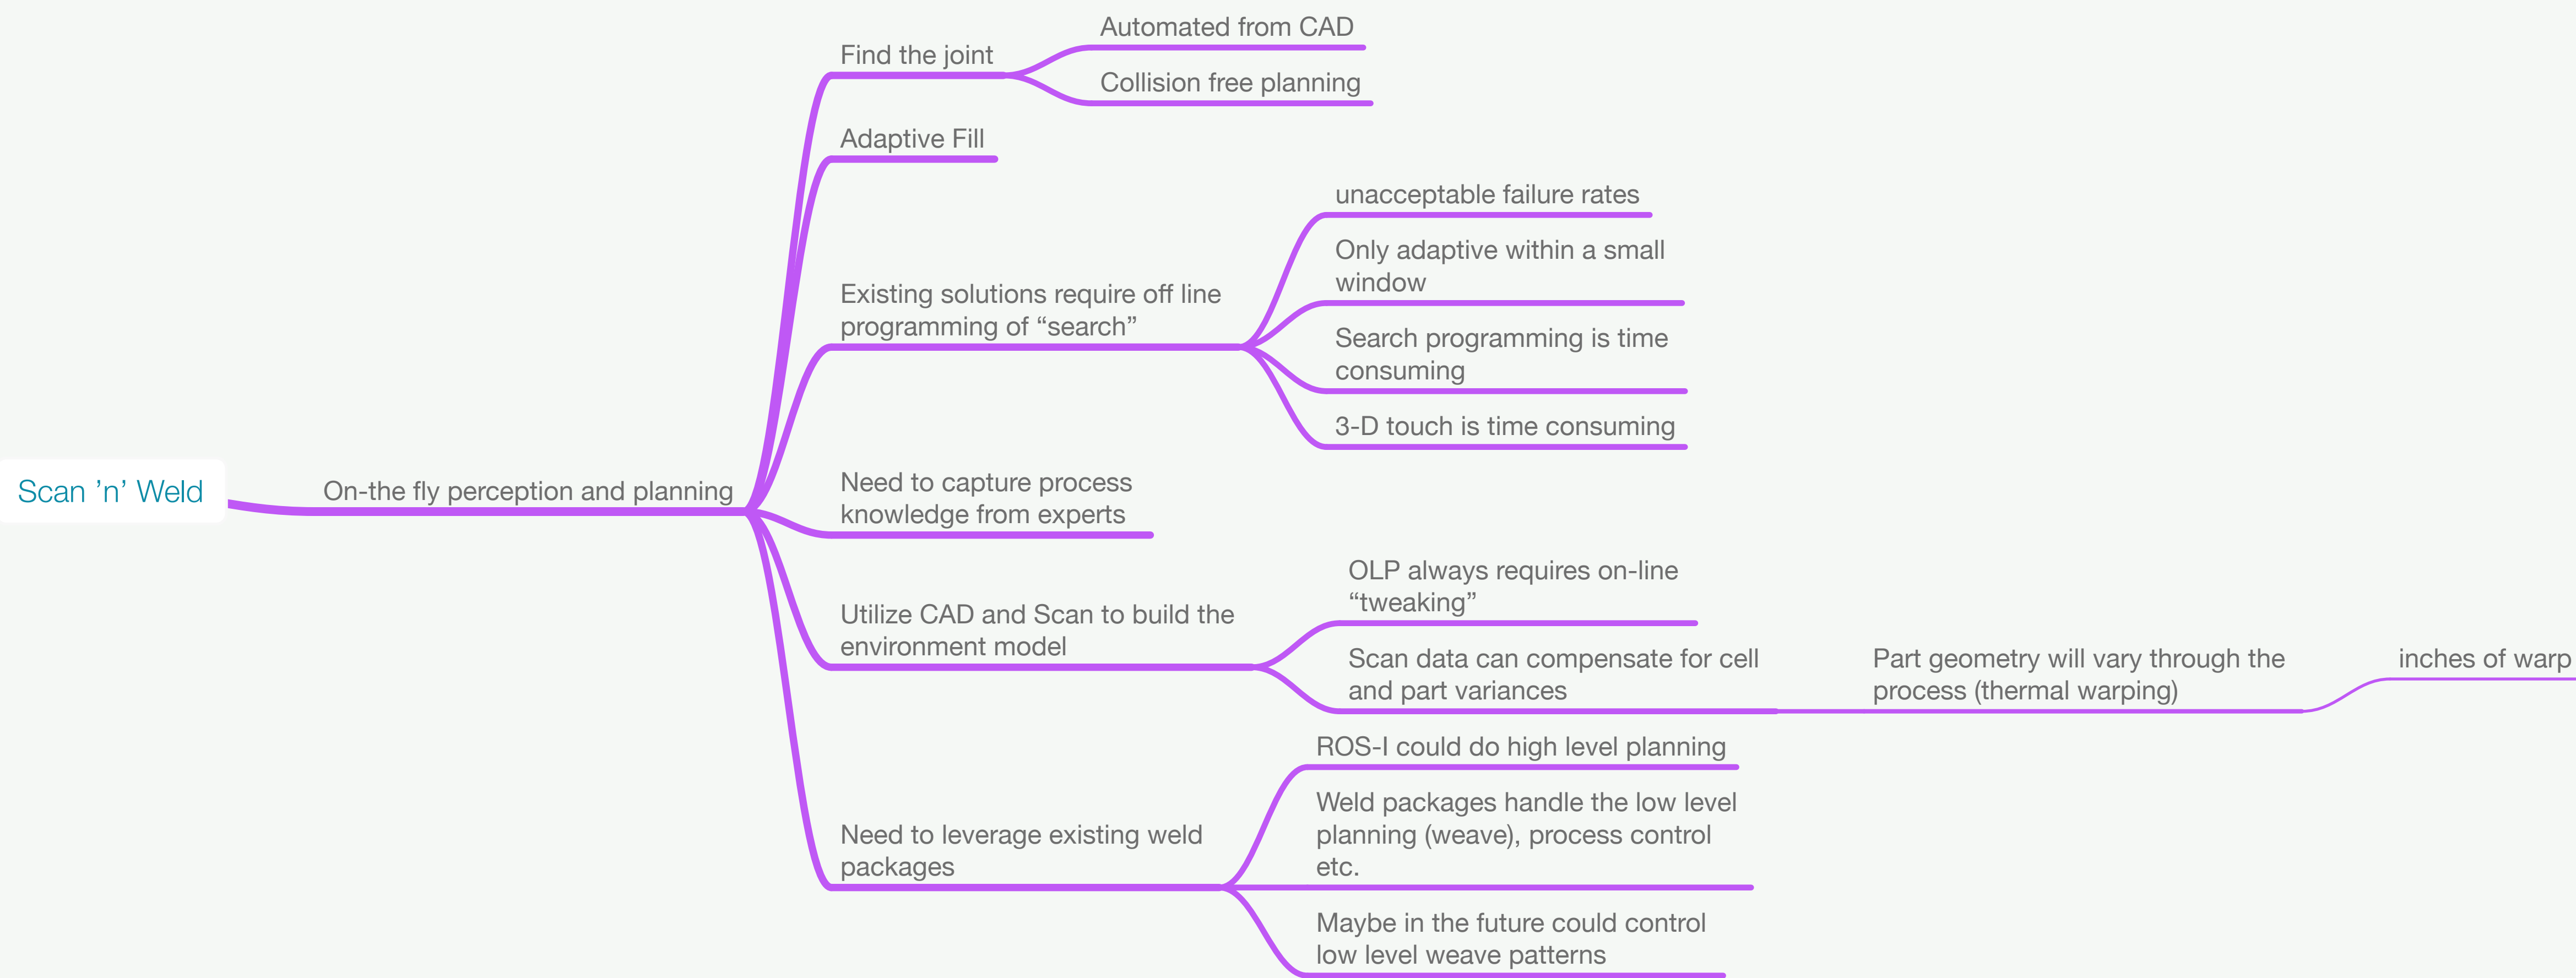 Scan ’n’ Weld
On-the fly perception and planning
Find the joint
Automated from CAD
Collision free planning
Adaptive Fill
Existing solutions require off line
programming of “search”
unacceptable failure rates
Only adaptive within a small
window
Search programming is time
consuming
3-D touch is time consuming
Need to capture process
knowledge from experts
Utilize CAD and Scan to build the
environment model
OLP always requires on-line
“tweaking”
Scan data can compensate for cell
and part variances
Part geometry will vary through the
process (thermal warping)
inches of warp
Need to leverage existing weld
packages
ROS-I could do high level planning
Weld packages handle the low level
planning (weave), process control
etc.
Maybe in the future could control
low level weave patterns